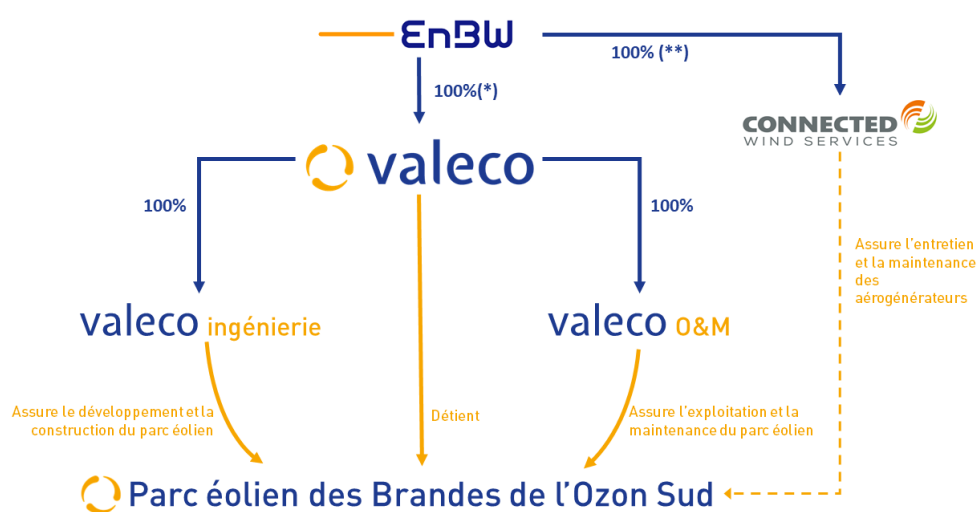 EnBW
100% (**)
100%(*)
CONNECTED
WIND SERVICES
valeco
100%
100%
Assure l'entretien
et la maintenance
des
aérogénérateurs
valeco ingénierie
valeco O&M
Assure le développement et la
construction du parc éolien
Détient
Assure l'exploitation et la
maintenance du parc éolien
Parc éolien des Brandes de l'Ozon Sud